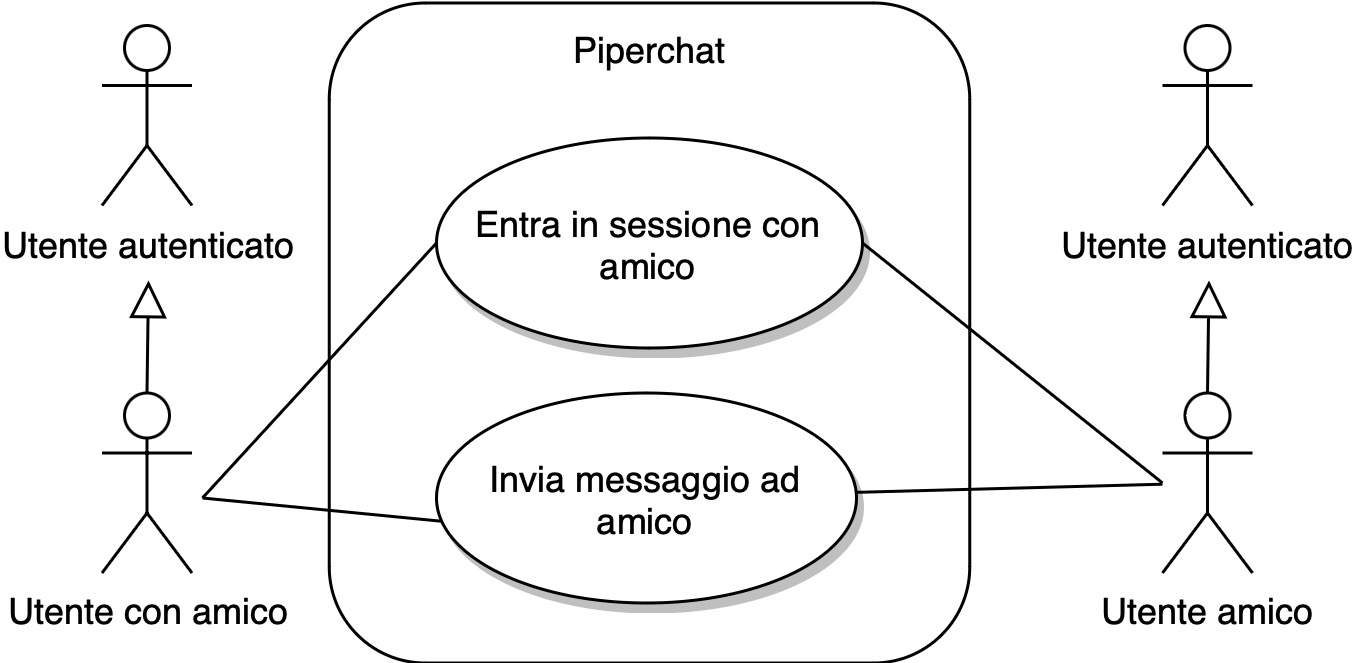 Piperchat
Utente autenticato
Entra in sessione con
amico
Utente autenticato
Invia messaggio ad
amico
Utente con amico
Utente amico